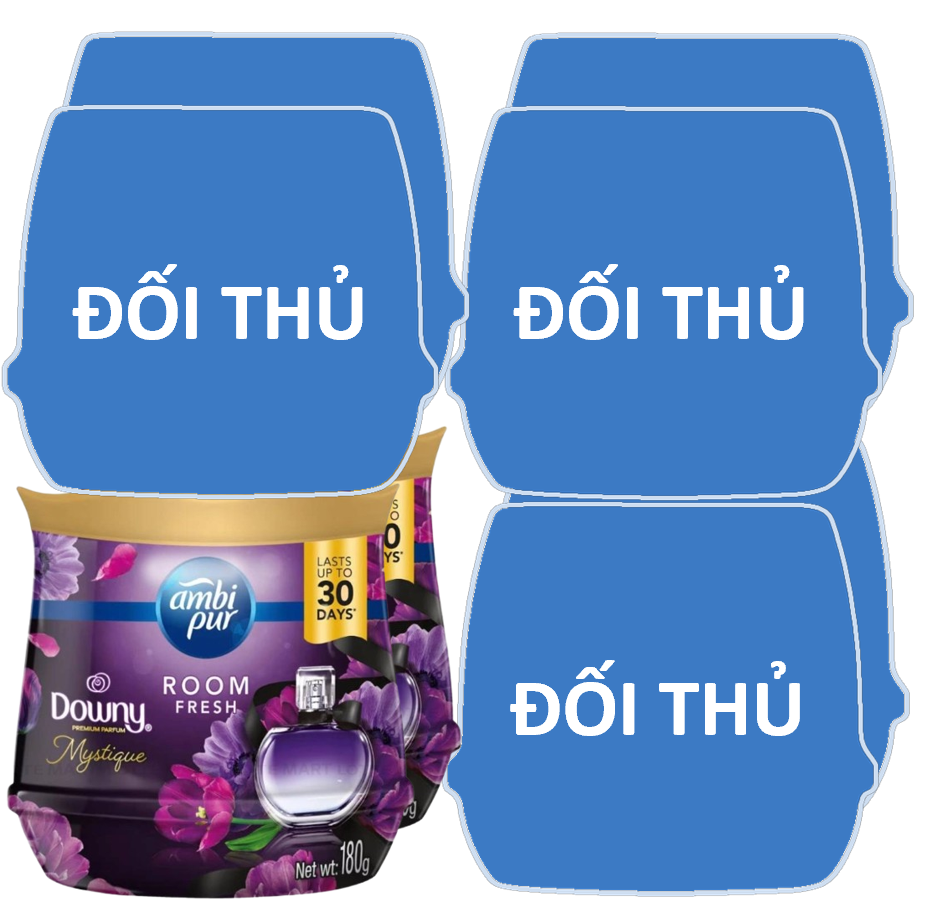 ĐỐI THỦ
ĐỐI THỦ
LASTS
UP TO
30
DAYS*
ambi
pur
ROOM
FRESH
Downy®
PREMIUM PARFUM
Mystique
Net wt: 180g
ĐỐI THỦ